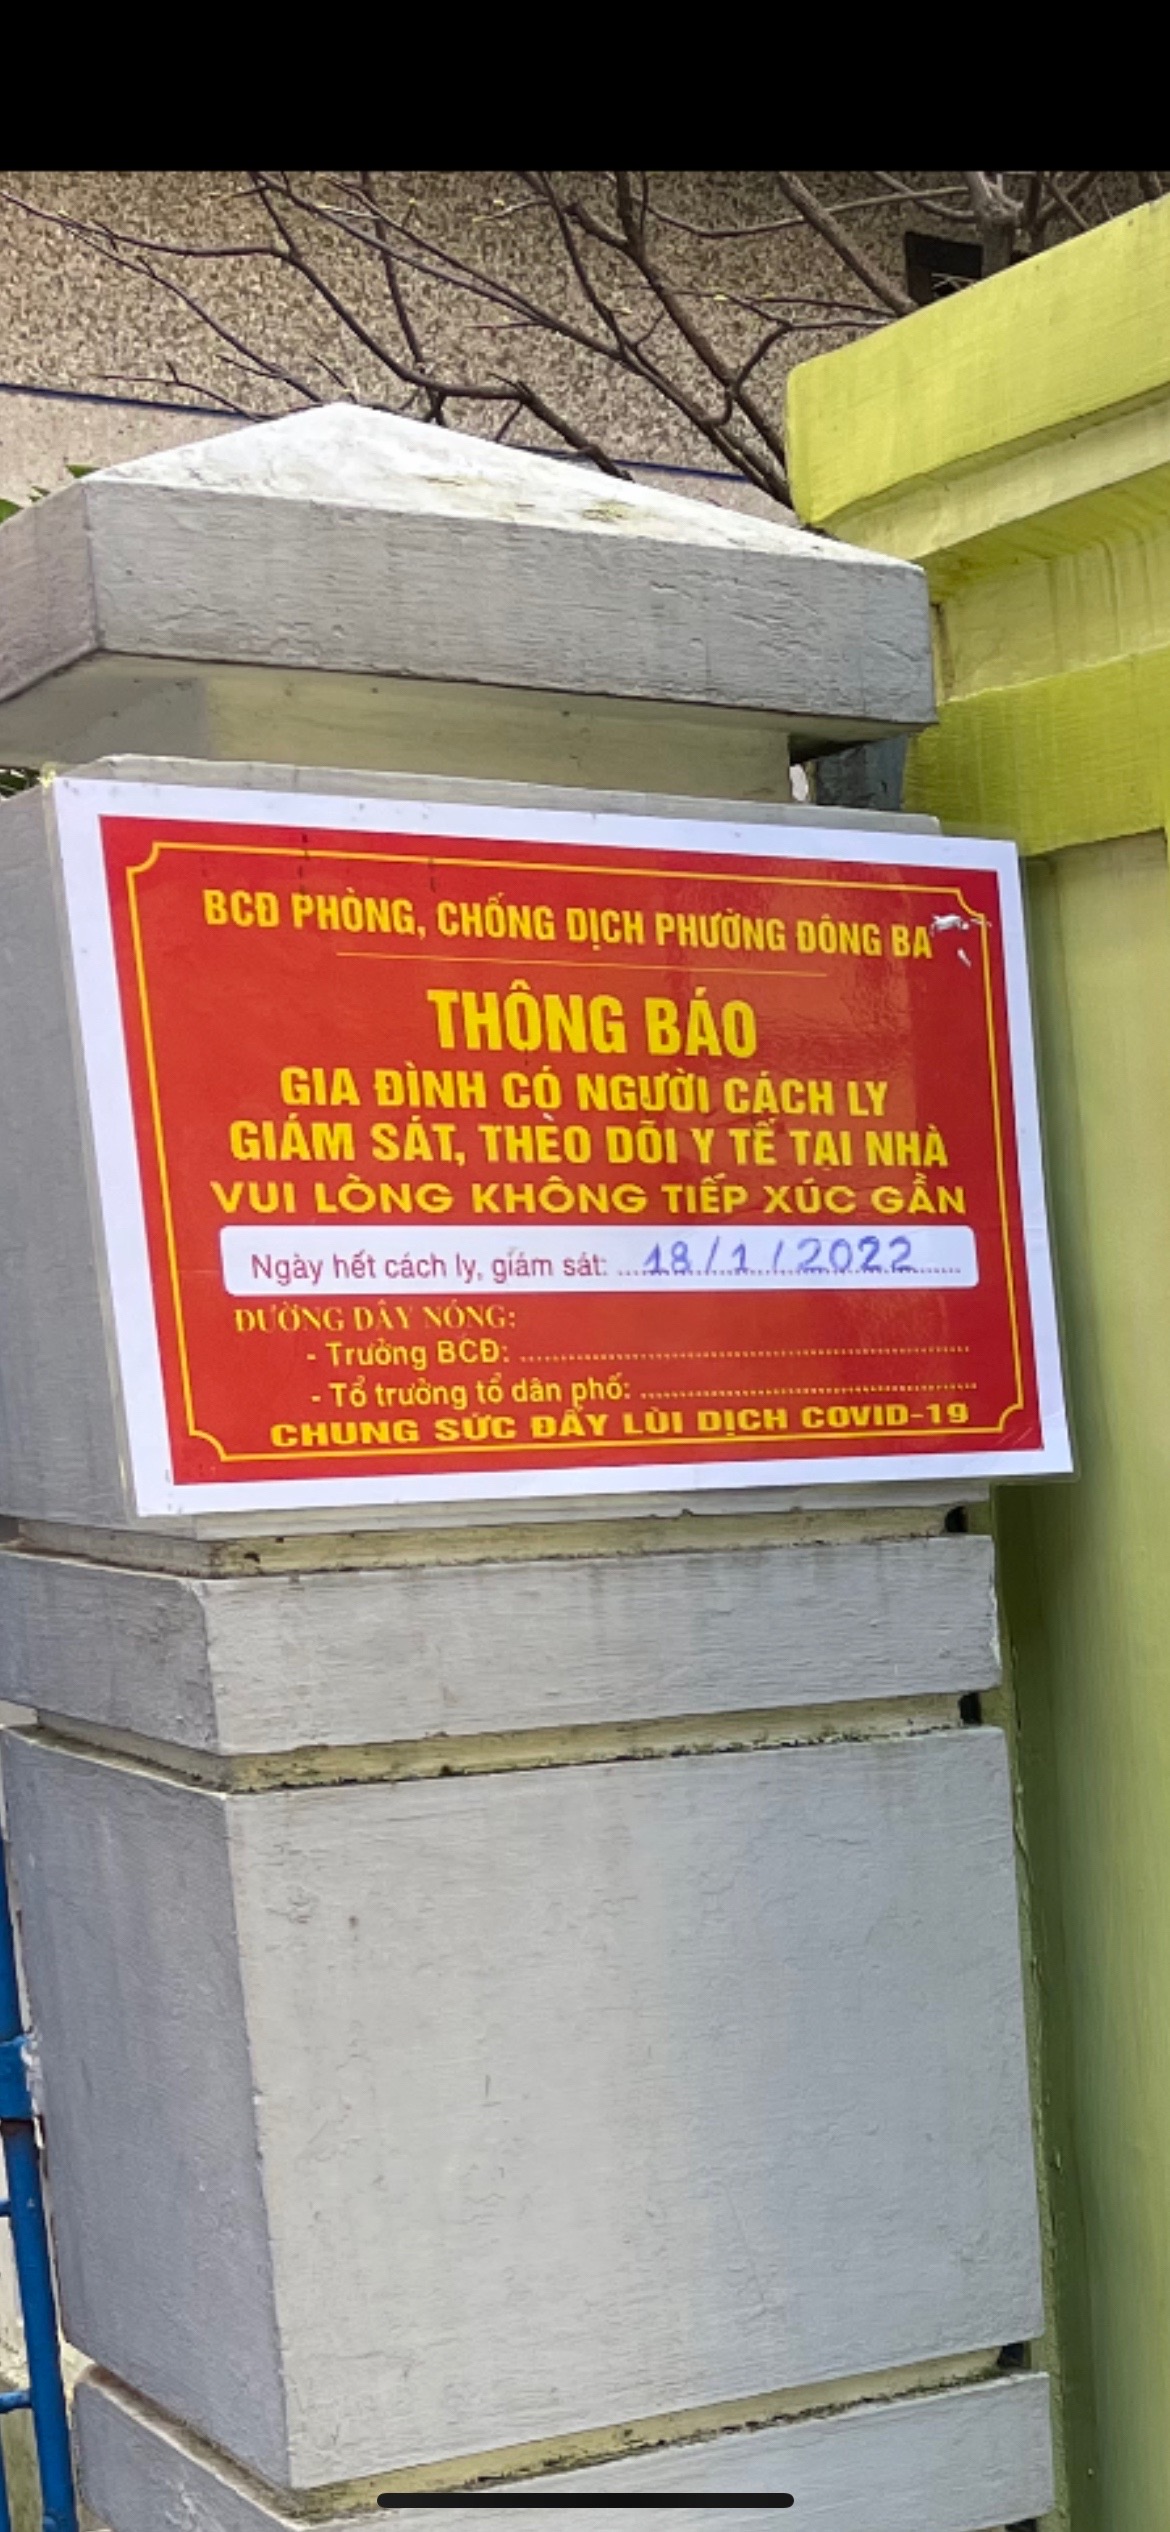 BCĐ PHÒNG, CHỐNG DỊCH PHƯỜNG ĐÔNG BA
THÔNG BÁO
GIA ĐÌNH CÓ NGƯỜI CÁCH LY
GIÁM SÁT, THEO DÕI Y TẾ TẠI NHÀ
VUI LÒNG KHÔNG TIẾP XÚC GẦN
Ngày hết cách ly, giám sát: 18/1/2022
ĐƯỜNG DÂY NÓNG:
- Trưởng BCĐ: ..........
- Tổ trưởng tổ dân phố: ..........
CHUNG SỨC ĐẨY LÙI DỊCH COVID-19